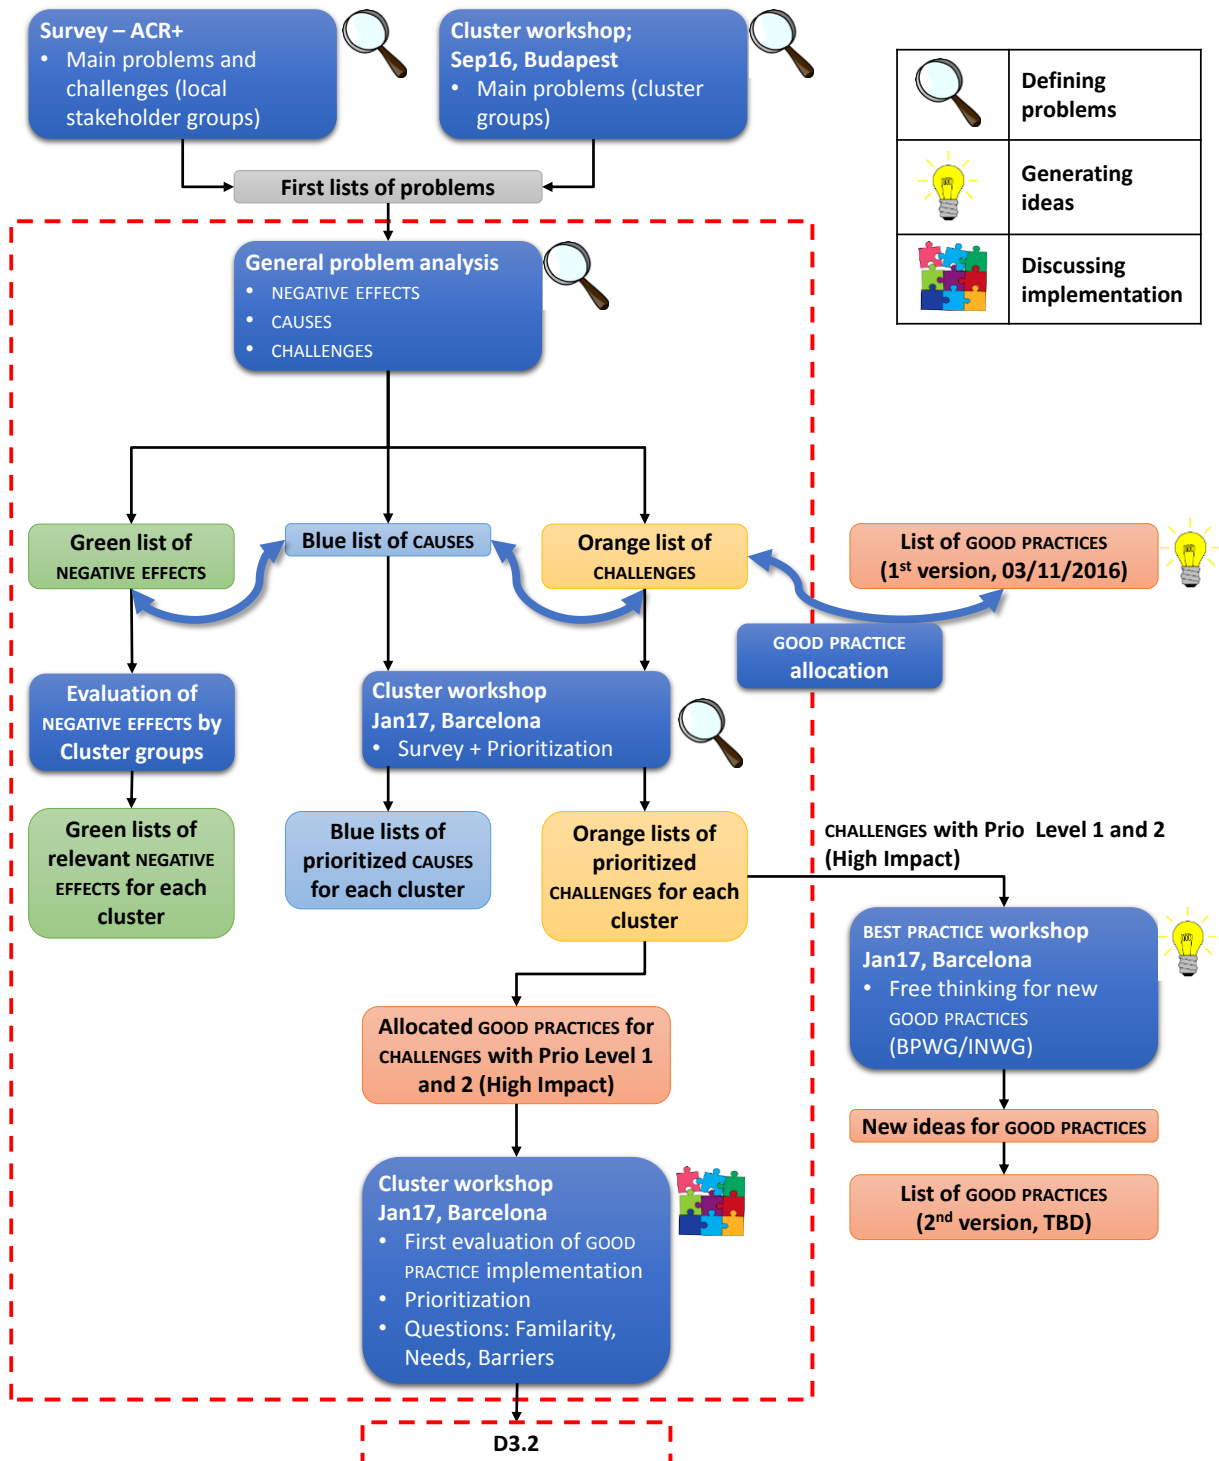 Survey – ACR+
• Main problems and
challenges (local
stakeholder groups)
Cluster workshop;
Sep16, Budapest
• Main problems (cluster
groups)
Defining
problems
Generating
ideas
Discussing
implementation
First lists of problems
General problem analysis
• NEGATIVE EFFECTS
• CAUSES
• CHALLENGES
Green list of
NEGATIVE EFFECTS
Blue list of CAUSES
Orange list of
CHALLENGES
List of GOOD PRACTICES
(1st version, 03/11/2016)
GOOD PRACTICE
allocation
Evaluation of
NEGATIVE EFFECTS by
Cluster groups
Cluster workshop
Jan17, Barcelona
• Survey + Prioritization
Green lists of
relevant NEGATIVE
EFFECTS for each
cluster
Blue lists of
prioritized CAUSES
for each cluster
Orange lists of
prioritized
CHALLENGES for each
cluster
CHALLENGES with Prio Level 1 and 2
(High Impact)
BEST PRACTICE workshop
Jan17, Barcelona
• Free thinking for new
GOOD PRACTICES
(BPWG/INWG)
Allocated GOOD PRACTICES for
CHALLENGES with Prio Level 1
and 2 (High Impact)
New ideas for GOOD PRACTICES
List of GOOD PRACTICES
(2nd version, TBD)
Cluster workshop
Jan17, Barcelona
• First evaluation of GOOD
PRACTICE implementation
• Prioritization
• Questions: Familarity,
Needs, Barriers
D3.2